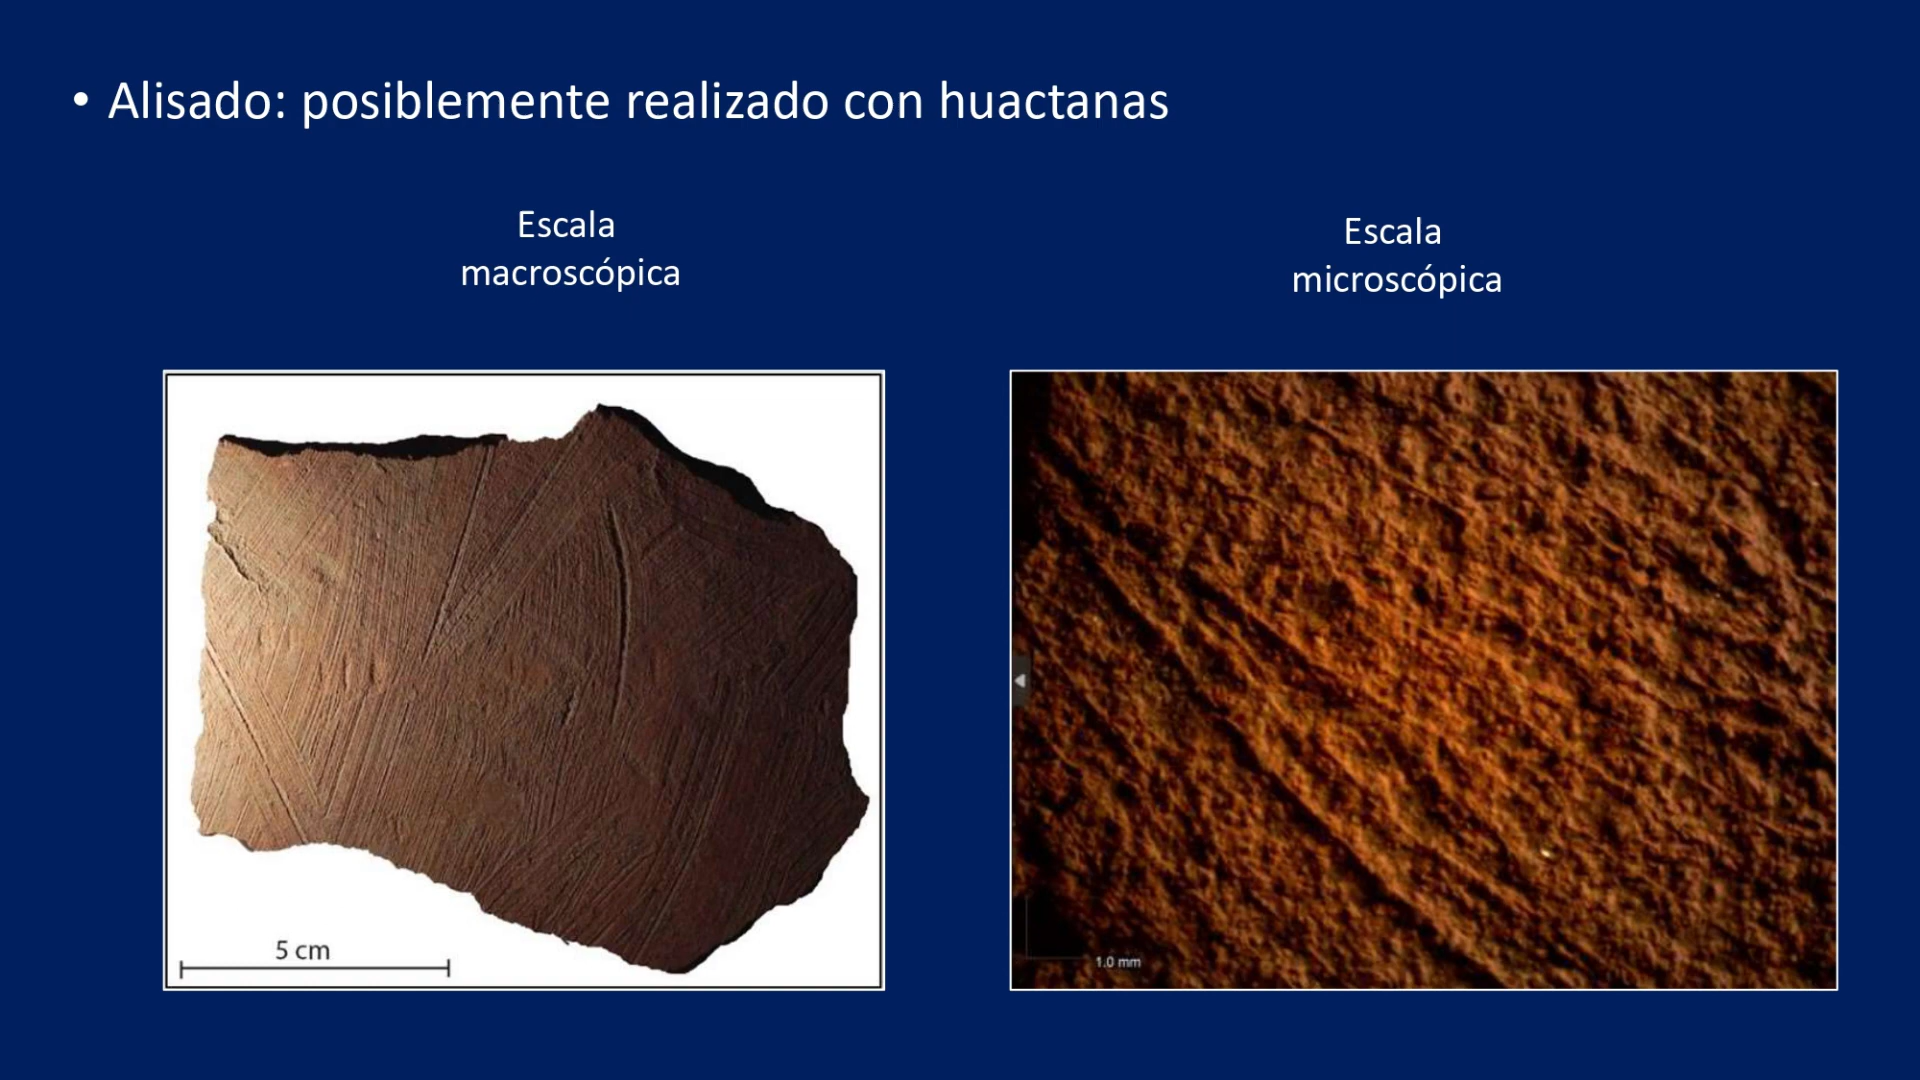 • Alisado: posiblemente realizado con huactanas
Escala
macroscópica
Escala
microscópica
5 cm
1.0 mm